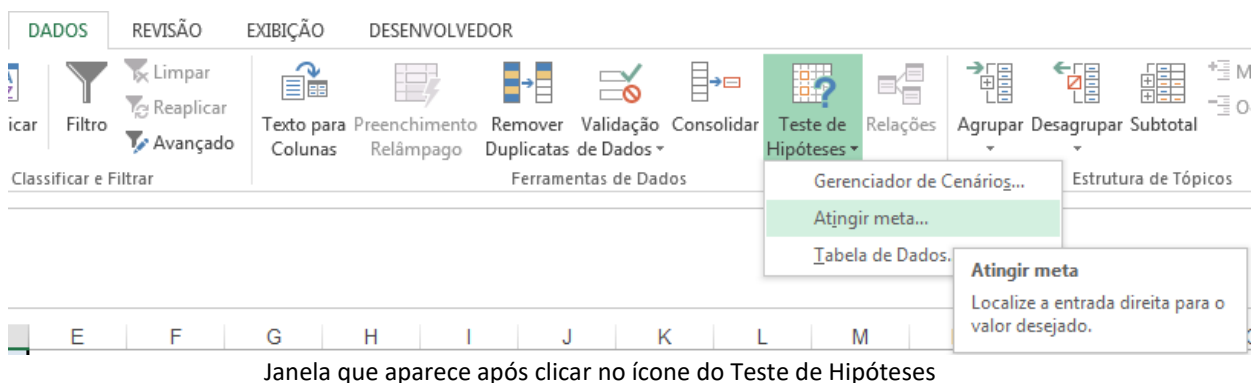 DADOS REVISÃO EXIBIÇÃO DESENVOLVEDOR
Limpar
Reaplicar
Avançado
icar Filtro
Texto para Colunas
Preenchimento Relâmpago
Remover Duplicatas
Validação de Dados
Consolidar
Teste de Hipóteses
Relações
Agrupar Desagrupar Subtotal
Classificar e Filtrar
Ferramentas de Dados
Estrutura de Tópicos
Gerenciador de Cenários...
Atingir meta...
Tabela de Dados.
Atingir meta
Localize a entrada direita para o
valor desejado.
E F G H I J K L M
Janela que aparece após clicar no ícone do Teste de Hipóteses